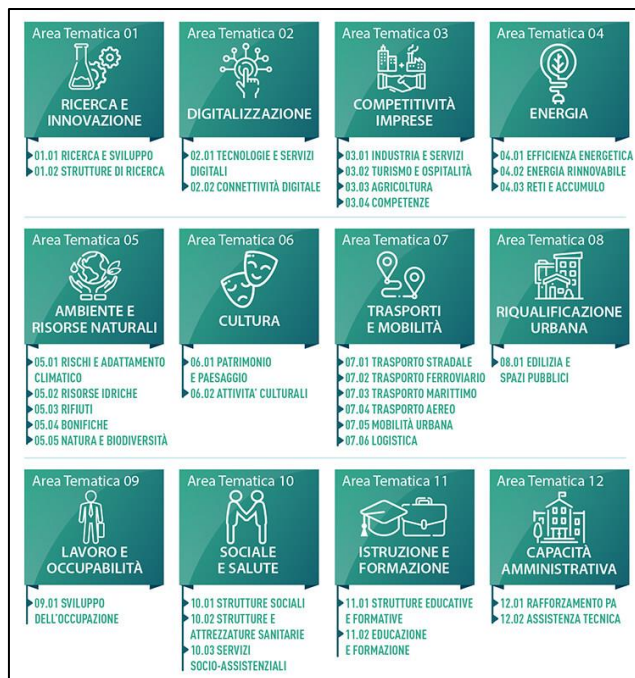 Area Tematica 01
RICERCA E
INNOVAZIONE
01.01 RICERCA E SVILUPPO
01.02 STRUTTURE DI RICERCA
Area Tematica 02
DIGITALIZZAZIONE
02.01 TECNOLOGIE E SERVIZI
DIGITALI
02.02 CONNETTIVITÀ DIGITALE
Area Tematica 03
COMPETITIVITÀ
IMPRESE
03.01 INDUSTRIA E SERVIZI
03.02 TURISMO E OSPITALITÀ
03.03 AGRICOLTURA
03.04 COMPETENZE
Area Tematica 04
ENERGIA
04.01 EFFICIENZA ENERGETICA
04.02 ENERGIA RINNOVABILE
04.03 RETI E ACCUMULO
Area Tematica 05
AMBIENTE E
RISORSE NATURALI
05.01 RISCHI E ADATTAMENTO
CLIMATICO
05.02 RISORSE IDRICHE
05.03 RIFIUTI
05.04 BONIFICHE
05.05 NATURA E BIODIVERSITÀ
Area Tematica 06
CULTURA
06.01 PATRIMONIO
E PAESAGGIO
06.02 ATTIVITA' CULTURALI
Area Tematica 07
TRASPORTI
E MOBILITÀ
07.01 TRASPORTO STRADALE
07.02 TRASPORTO FERROVIARIO
07.03 TRASPORTO MARITTIMO
07.04 TRASPORTO AEREO
07.05 MOBILITÀ URBANA
07.06 LOGISTICA
Area Tematica 08
RIQUALIFICAZIONE
URBANA
08.01 EDILIZIA E
SPAZI PUBBLICI
Area Tematica 09
LAVORO E
OCCUPABILITÀ
09.01 SVILUPPO
DELL'OCCUPAZIONE
Area Tematica 10
SOCIALE
E SALUTE
10.01 STRUTTURE SOCIALI
10.02 STRUTTURE E
ATTREZZATURE SANITARIE
10.03 SERVIZI
SOCIO-ASSISTENZIALI
Area Tematica 11
ISTRUZIONE E
FORMAZIONE
11.01 STRUTTURE EDUCATIVE
E FORMATIVE
11.02 EDUCAZIONE
E FORMAZIONE
Area Tematica 12
CAPACITÀ
AMMINISTRATIVA
12.01 RAFFORZAMENTO PA
12.02 ASSISTENZA TECNICA